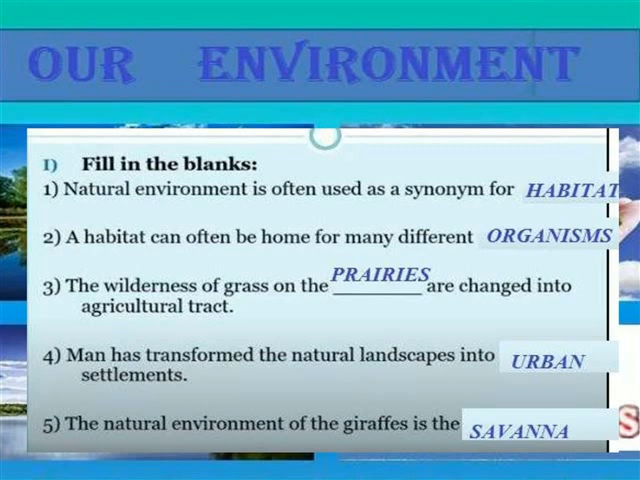 OUR ENVIRONMENT
I) Fill in the blanks:
1) Natural environment is often used as a synonym for HABITAT
2) A habitat can often be home for many different ORGANISMS
3) The wilderness of grass on the PRAIRIES are changed into
agricultural tract.
4) Man has transformed the natural landscapes into URBAN
settlements.
5) The natural environment of the giraffes is the SAVANNA
S